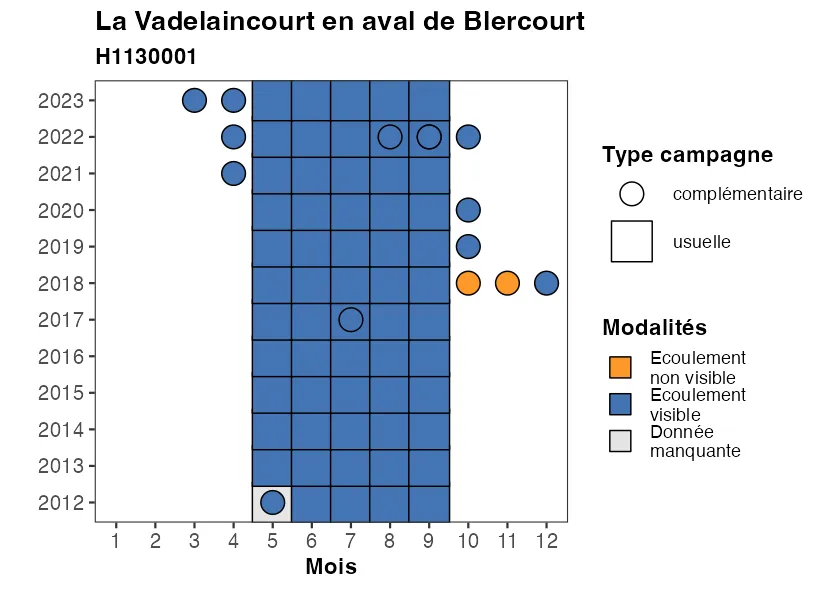 La Vadelaincourt en aval de Blercourt
H1130001
2023
2022
2021
2020
2019
2018
2017
2016
2015
2014
2013
2012
1 2 3 4 5 6 7 8 9 10 11 12
Mois
Type campagne
complémentaire
usuelle
Modalités
Ecoulement
non visible
Ecoulement
visible
Donnée
manquante